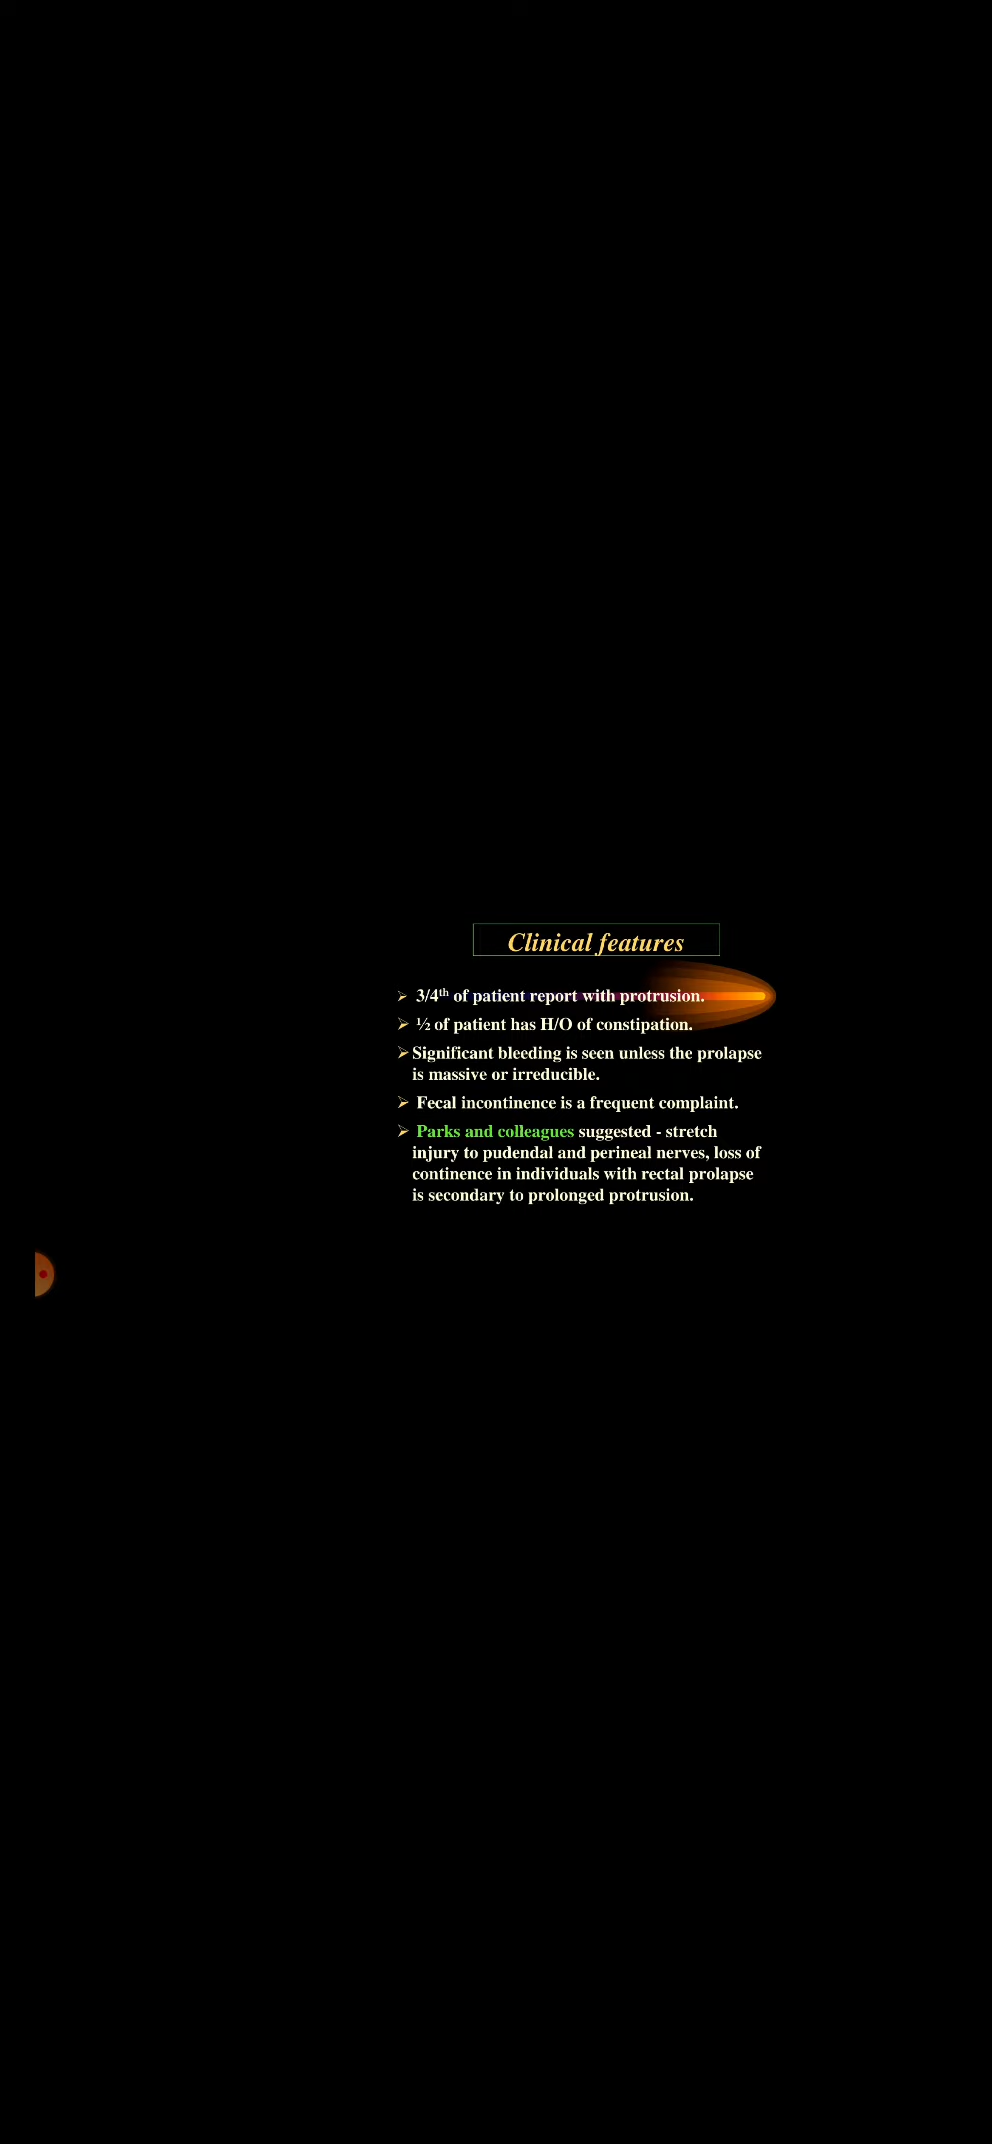 Clinical features
➢ 3/4th of patient report with protrusion.
➢ ½ of patient has H/O of constipation.
➢ Significant bleeding is seen unless the prolapse
is massive or irreducible.
➢ Fecal incontinence is a frequent complaint.
➢ Parks and colleagues suggested - stretch
injury to pudendal and perineal nerves, loss of
continence in individuals with rectal prolapse
is secondary to prolonged protrusion.